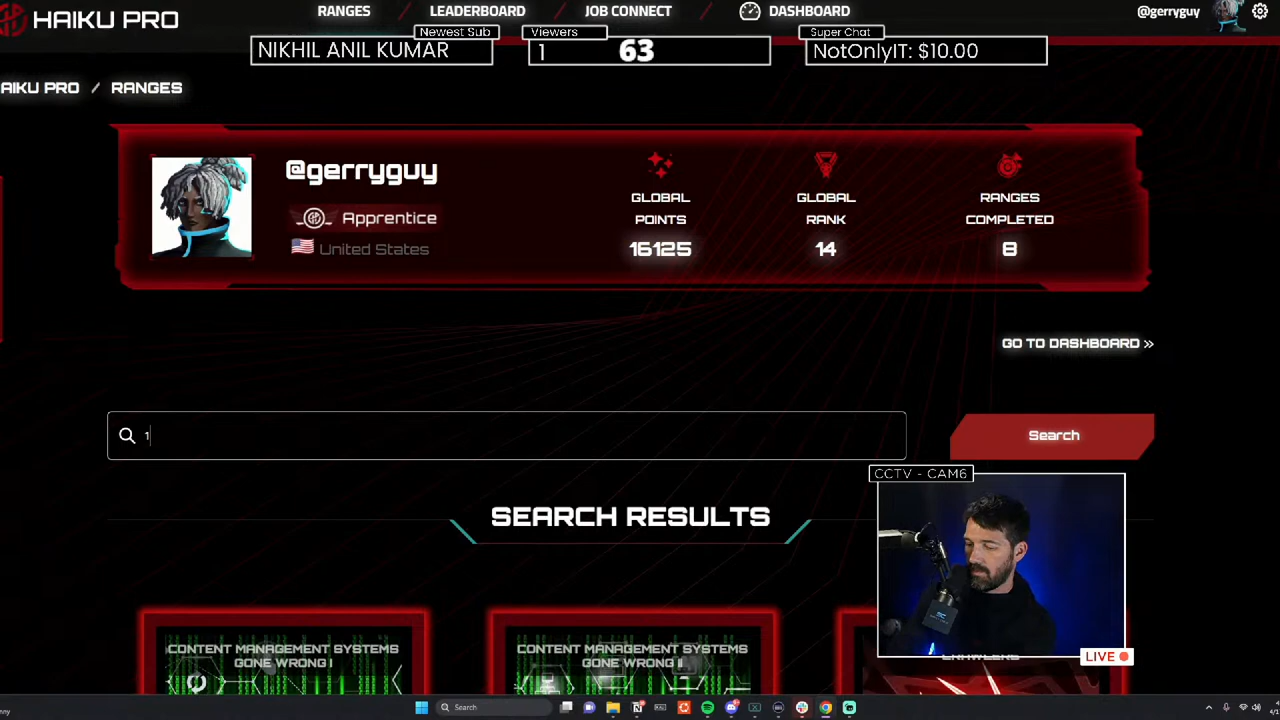 HAIKU PRO
RANGES / LEADERBOARD / JOB CONNECT / DASHBOARD
@gerryguy
Newest Sub
NIKHIL ANIL KUMAR
Viewers
1 63
Super Chat
NotOnlyIT: $10.00
AIKU PRO / RANGES
@gerryguy
Apprentice
United States
GLOBAL
POINTS
16125
GLOBAL
RANK
14
RANGES
COMPLETED
8
GO TO DASHBOARD »
1
Search
CCTV - CAM6
SEARCH RESULTS
LIVE
CONTENT MANAGEMENT SYSTEMS
GONE WRONG I
CONTENT MANAGEMENT SYSTEMS
GONE WRONG II
Search